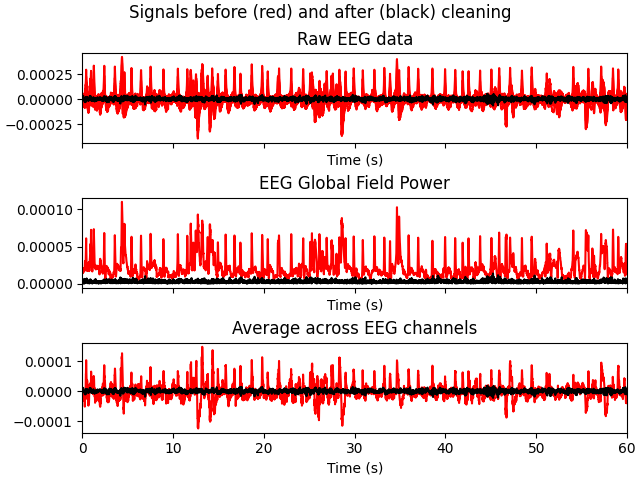 Signals before (red) and after (black) cleaning
Raw EEG data
0.00025
0.00000
−0.00025
Time (s)
EEG Global Field Power
0.00010
0.00005
0.00000
Time (s)
Average across EEG channels
0.0001
0.0000
−0.0001
0 10 20 30 40 50 60
Time (s)